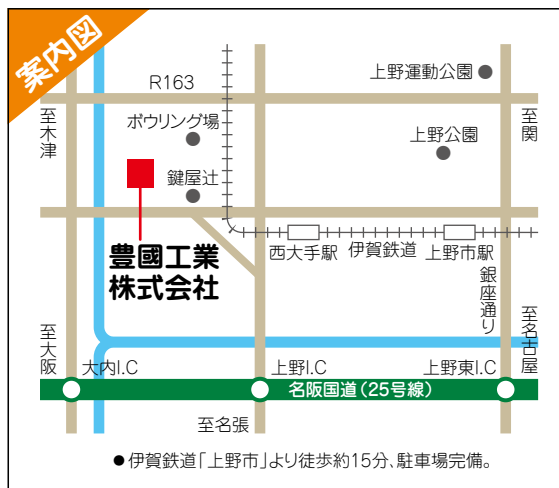 案内図
R163
上野運動公園
至木津
ボウリング場
上野公園
至関
鍵屋辻
豊國工業
株式会社
西大手駅
伊賀鉄道
上野市駅
銀座通り
至大阪
至名古屋
大内I.C
上野I.C
上野東I.C
名阪国道(25号線)
至名張
●伊賀鉄道「上野市」より徒歩約15分、駐車場完備。